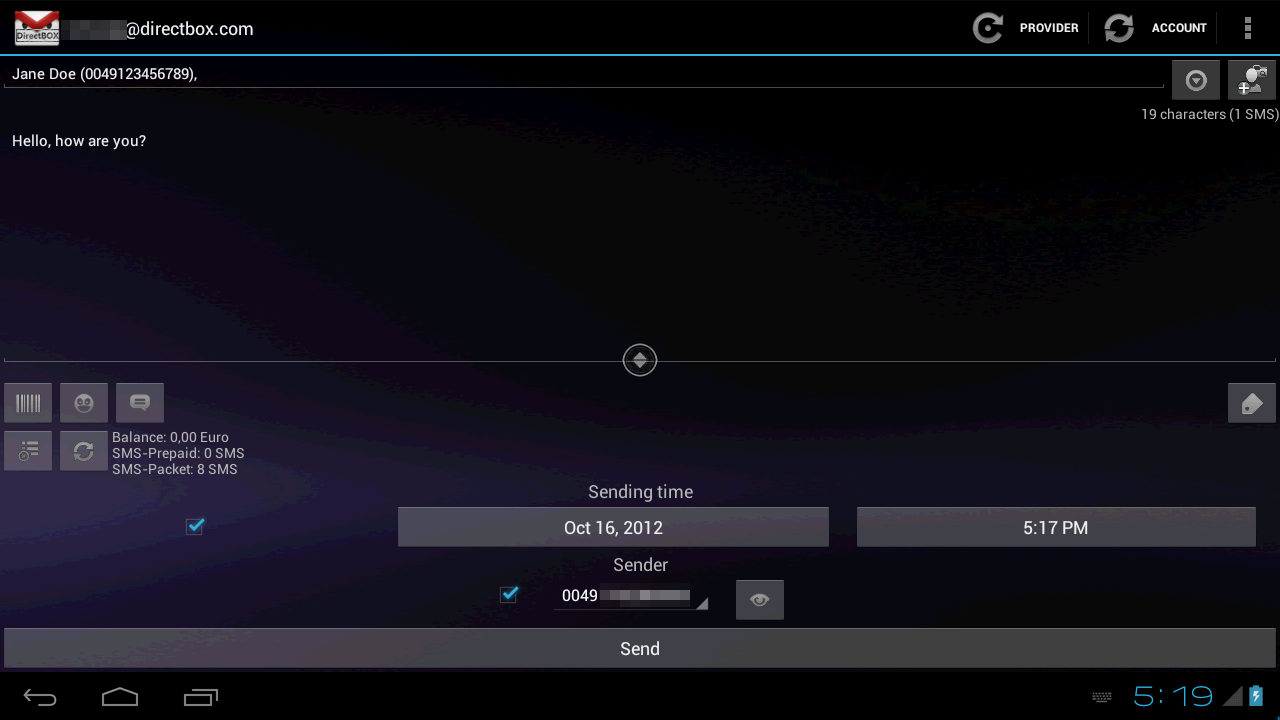 DirectBOX
@directbox.com
PROVIDER
ACCOUNT
Jane Doe (0049123456789),
19 characters (1 SMS)
Hello, how are you?
Balance: 0,00 Euro
SMS-Prepaid: 0 SMS
SMS-Packet: 8 SMS
Sending time
Oct 16, 2012
5:17 PM
Sender
0049
Send
5:19